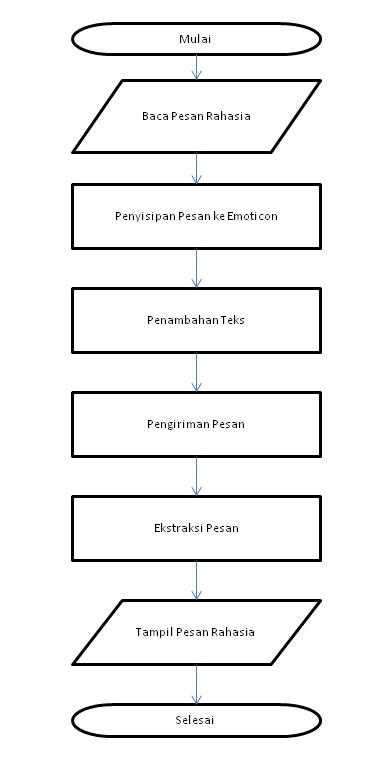 Mulai
Baca Pesan Rahasia
Penyisipan Pesan ke Emoticon
Penambahan Teks
Pengiriman Pesan
Ekstraksi Pesan
Tampil Pesan Rahasia
Selesai